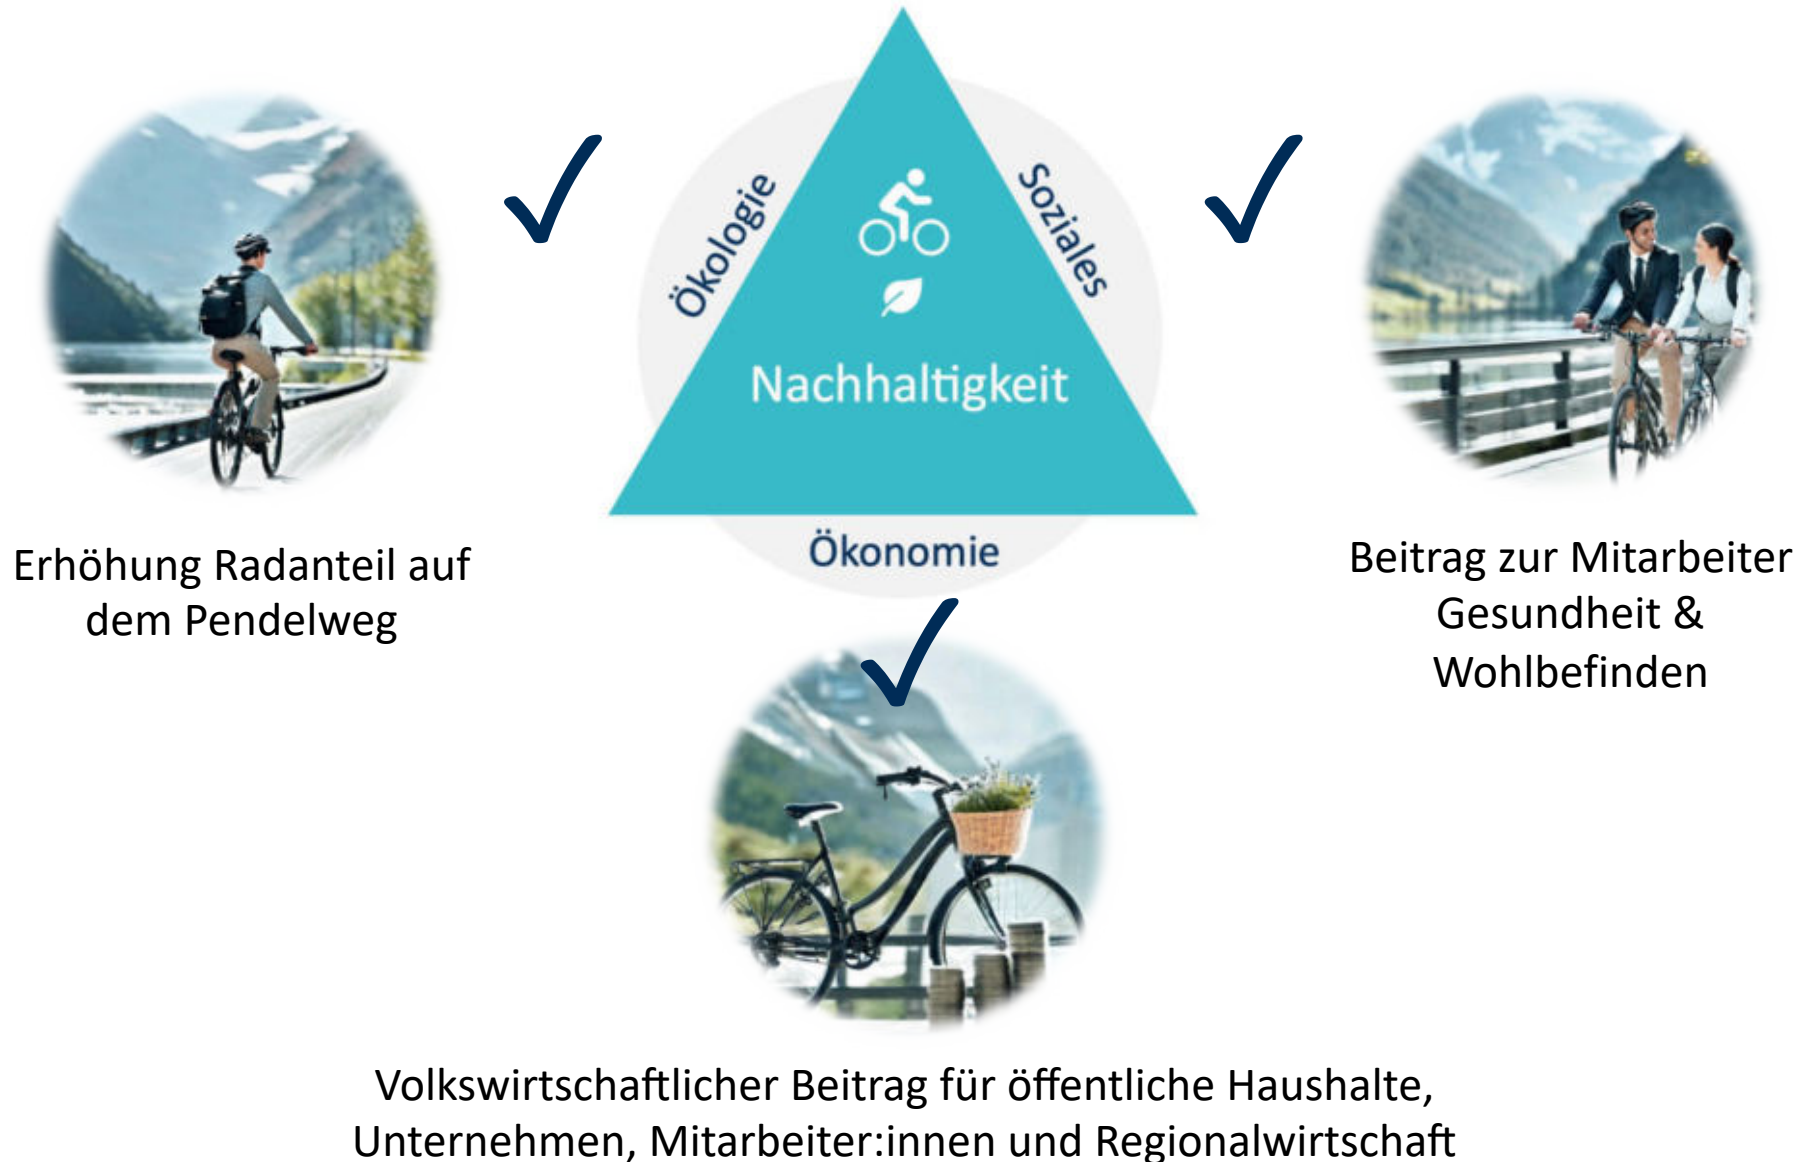 Ökologie
Soziales
Nachhaltigkeit
Ökonomie
Erhöhung Radanteil auf
dem Pendelweg
Beitrag zur Mitarbeiter
Gesundheit &
Wohlbefinden
Volkswirtschaftlicher Beitrag für öffentliche Haushalte,
Unternehmen, Mitarbeiter:innen und Regionalwirtschaft